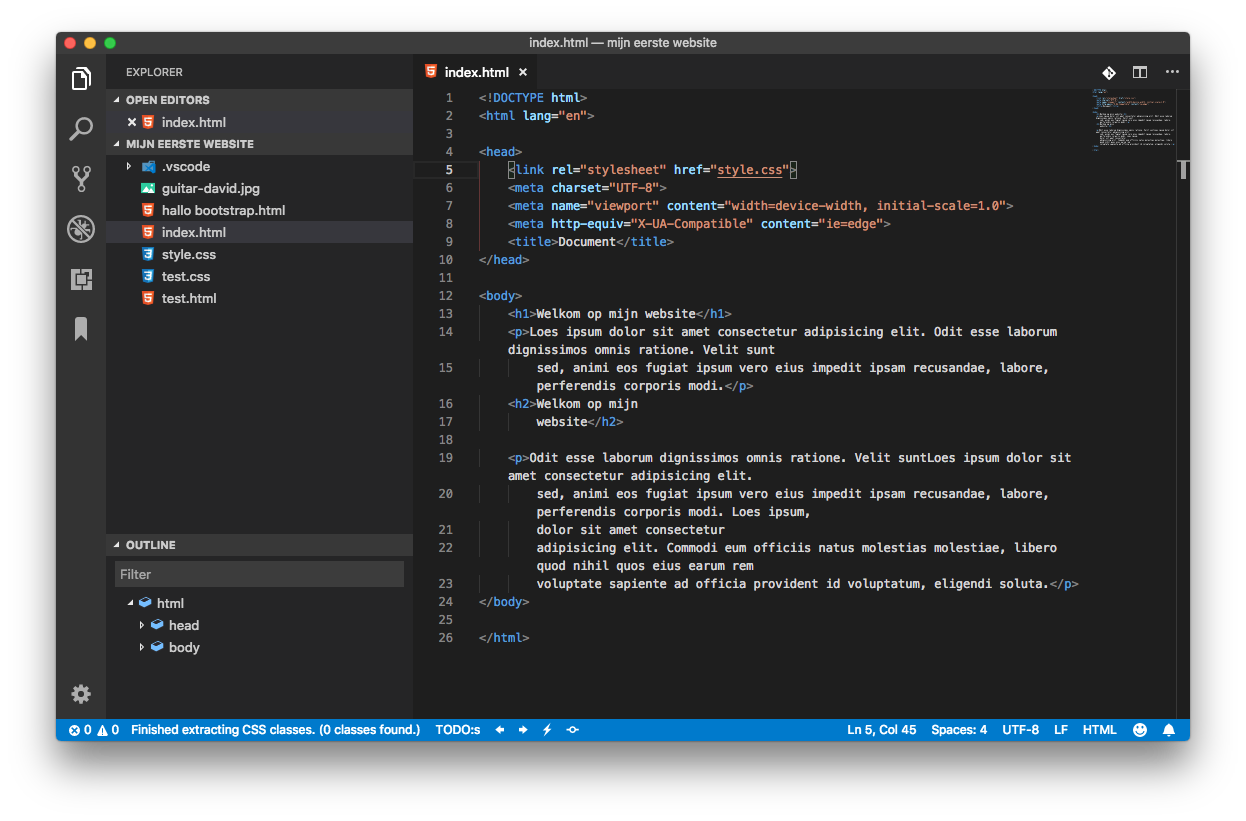 index.html — mijn eerste website
EXPLORER
OPEN EDITORS
index.html
MIJN EERSTE WEBSITE
.vscode
guitar-david.jpg
hallo bootstrap.html
index.html
style.css
test.css
test.html
OUTLINE
Filter
html
head
body
index.html
1 <!DOCTYPE html>
2 <html lang="en">
3
4 <head>
5 <link rel="stylesheet" href="style.css">
6 <meta charset="UTF-8">
7 <meta name="viewport" content="width=device-width, initial-scale=1.0">
8 <meta http-equiv="X-UA-Compatible" content="ie=edge">
9 <title>Document</title>
10 </head>
11
12 <body>
13 <h1>Welkom op mijn website</h1>
14 <p>Loes ipsum dolor sit amet consectetur adipisicing elit. Odit esse laborum
dignissimos omnis ratione. Velit sunt
15 sed, animi eos fugiat ipsum vero eius impedit ipsam recusandae, labore,
perferendis corporis modi.</p>
16 <h2>Welkom op mijn
17 website</h2>
18
19 <p>Odit esse laborum dignissimos omnis ratione. Velit suntLoes ipsum dolor sit
amet consectetur adipisicing elit.
20 sed, animi eos fugiat ipsum vero eius impedit ipsam recusandae, labore,
perferendis corporis modi. Loes ipsum,
21 dolor sit amet consectetur
22 adipisicing elit. Commodi eum officiis natus molestias molestiae, libero
quod nihil quos eius earum rem
23 voluptate sapiente ad officia provident id voluptatum, eligendi soluta.</p>
24 </body>
25
26 </html>
0 0 Finished extracting CSS classes. (0 classes found.) TODO:s Ln 5, Col 45 Spaces: 4 UTF-8 LF HTML